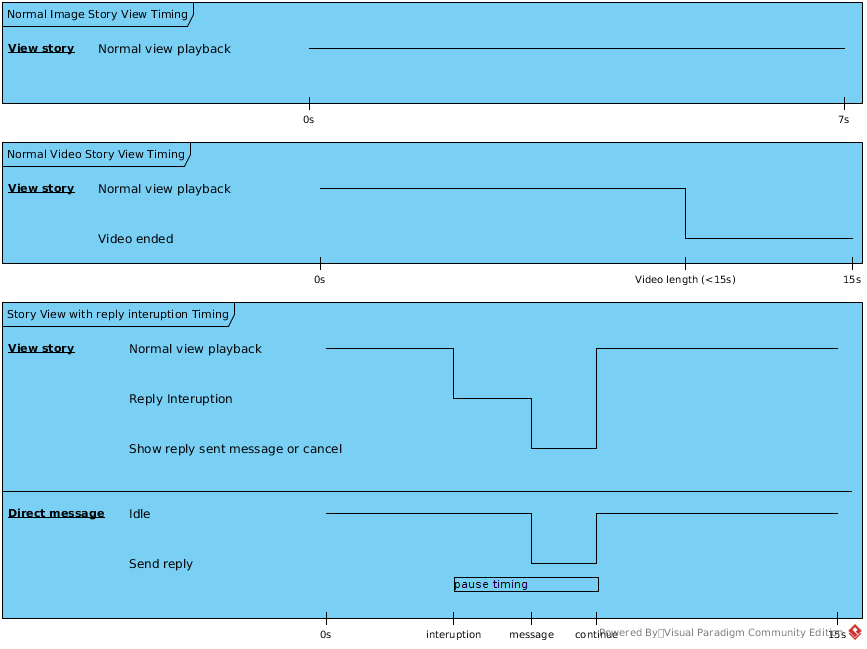 Normal Image Story View Timing
View story
Normal view playback
0s
7s
Normal Video Story View Timing
View story
Normal view playback
Video ended
0s
Video length (<15s)
15s
Story View with reply interuption Timing
View story
Normal view playback
Reply Interuption
Show reply sent message or cancel
Direct message
Idle
Send reply
pause timing
0s
interuption
message
continue
15s
Powered By Visual Paradigm Community Edition